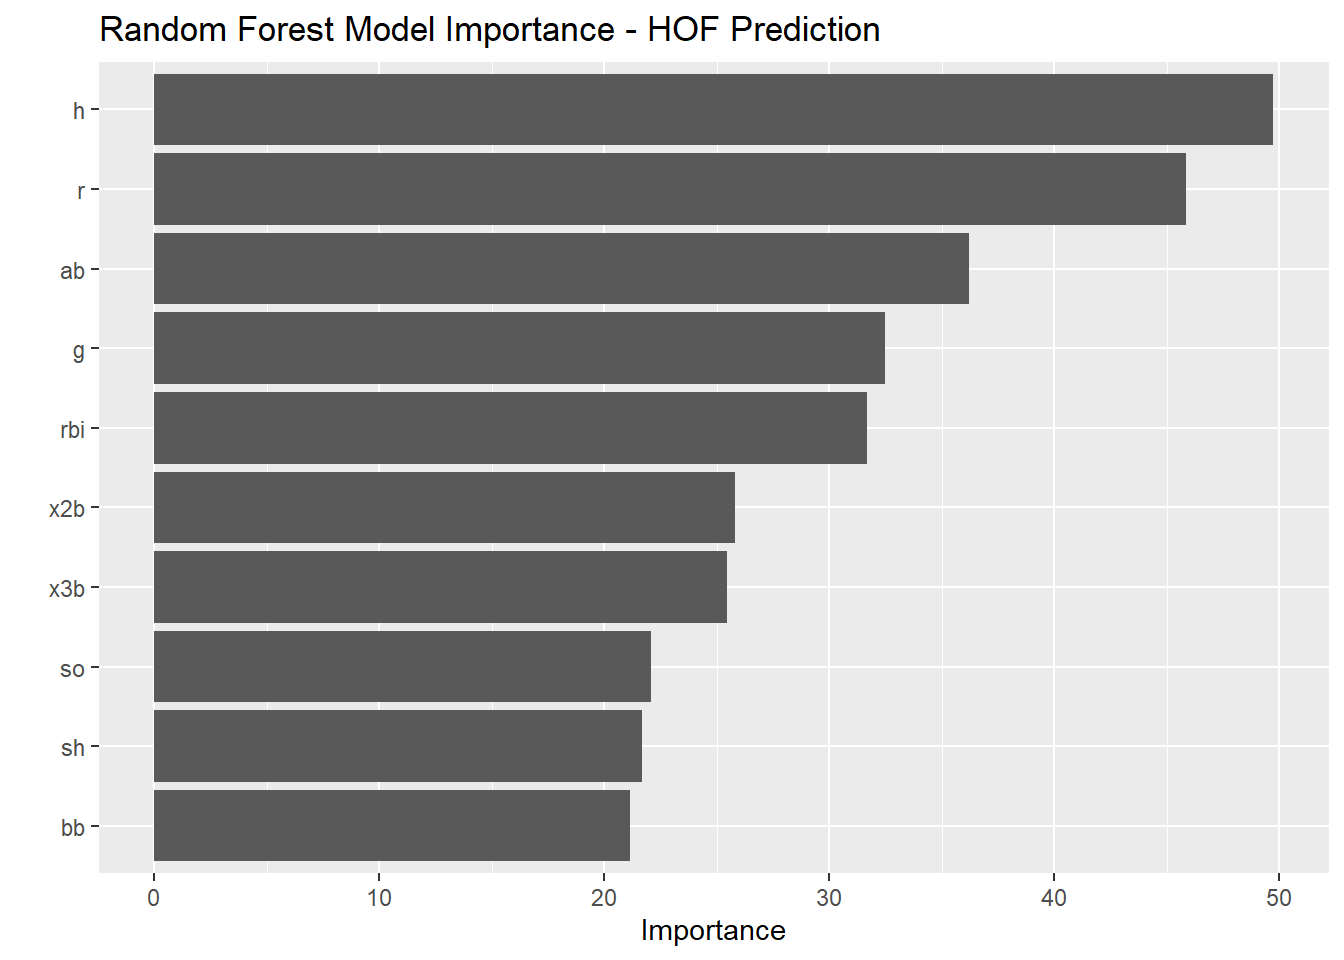 Random Forest Model Importance - HOF Prediction
h
r
ab
g
rbi
x2b
x3b
so
sh
bb
0 10 20 30 40 50
Importance